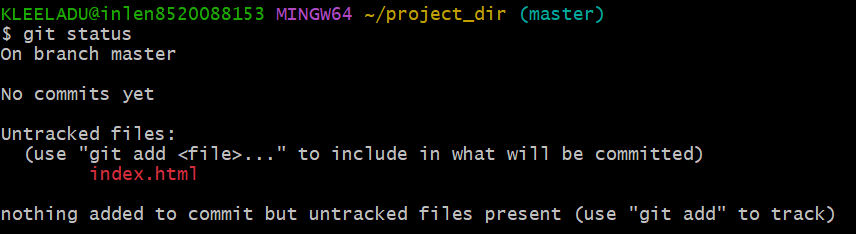 KLEELADU@inlen8520088153 MINGW64 ~/project_dir (master)
$ git status
On branch master

No commits yet

Untracked files:
  (use "git add <file>..." to include in what will be committed)
        index.html

nothing added to commit but untracked files present (use "git add" to track)